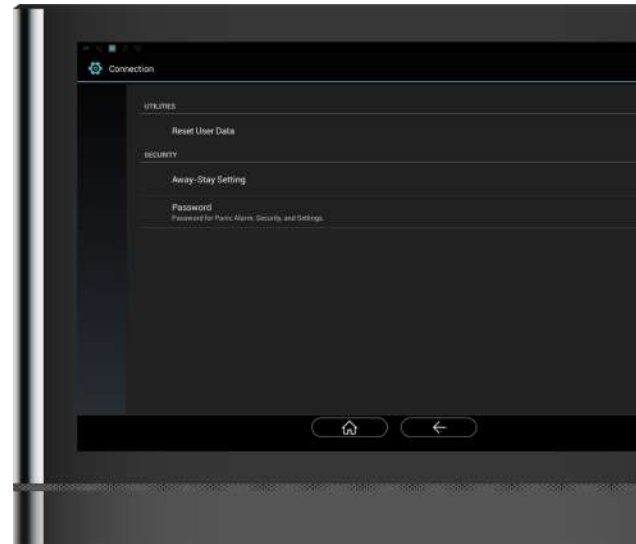 Connection
UTILITIES
Reset User Data
SECURITY
Away-Stay Setting
Password
Password for Panic Alarm, Security, and Settings.